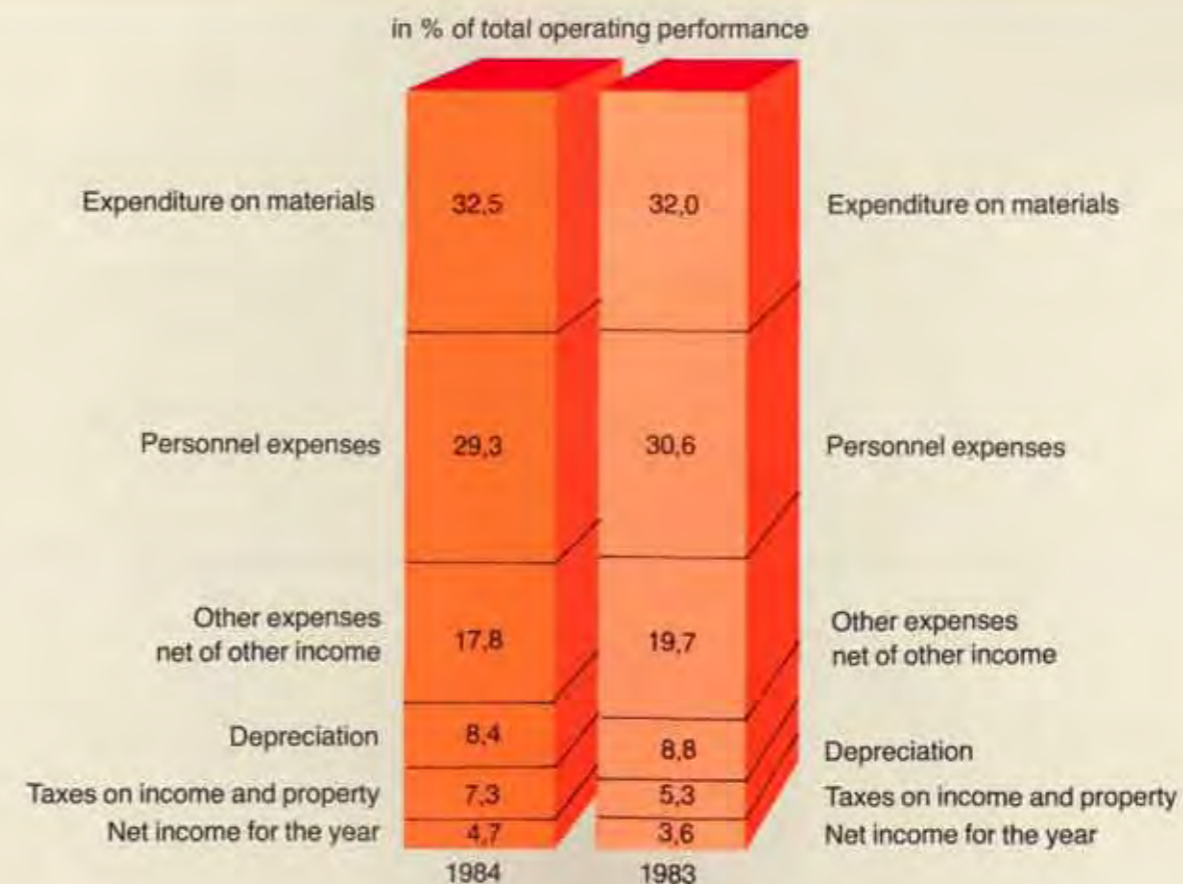 in % of total operating performance
Expenditure on materials 32,5 32,0 Expenditure on materials
Personnel expenses 29,3 30,6 Personnel expenses
Other expenses
net of other income 17,8 19,7 Other expenses
net of other income
Depreciation 8,4 8,8 Depreciation
Taxes on income and property 7,3 5,3 Taxes on income and property
Net income for the year 4,7 3,6 Net income for the year
1984 1983